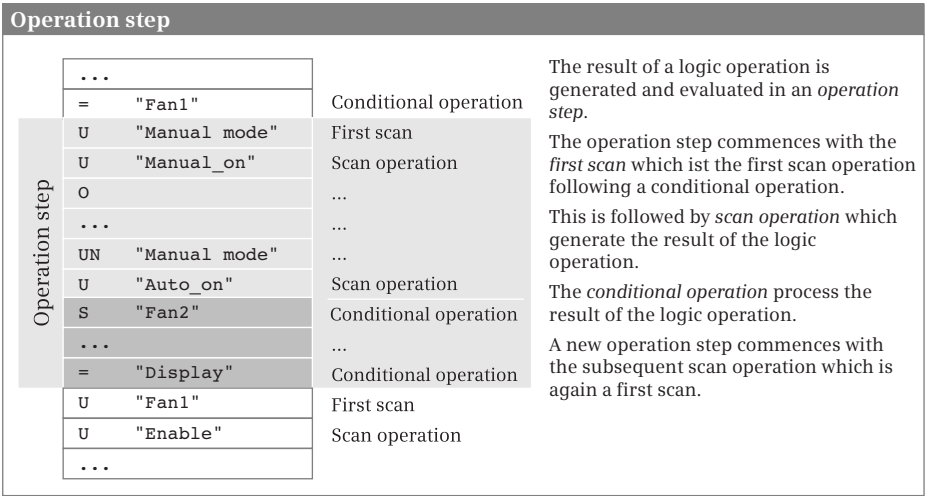 Operation step
...
= "Fan1" Conditional operation
U "Manual mode" First scan
U "Manual_on" Scan operation
O ...
... ...
UN "Manual mode" ...
U "Auto_on" Scan operation
S "Fan2" Conditional operation
... ...
= "Display" Conditional operation
U "Fan1" First scan
U "Enable" Scan operation
...
Operation step
The result of a logic operation is
generated and evaluated in an operation
step.
The operation step commences with the
first scan which ist the first scan operation
following a conditional operation.
This is followed by scan operation which
generate the result of the logic
operation.
The conditional operation process the
result of the logic operation.
A new operation step commences with
the subsequent scan operation which is
again a first scan.